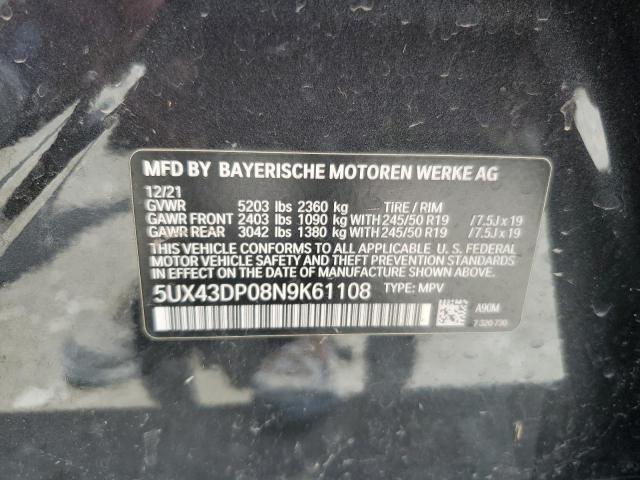 MFD BY BAYERISCHE MOTOREN WERKE AG
12/21
GVWR 5203 lbs 2360 kg TIRE / RIM
GAWR FRONT 2403 lbs 1090 kg WITH 245/50 R19 /7.5J x 19
GAWR REAR 3042 lbs 1380 kg WITH 245/50 R19 /7.5J x 19
THIS VEHICLE CONFORMS TO ALL APPLICABLE U. S. FEDERAL
MOTOR VEHICLE SAFETY, BUMPER, AND THEFT PREVENTION
STANDARDS IN EFFECT ON THE DATE OF MANUFACTURE SHOWN ABOVE.
5UX43DP08N9K61108 TYPE: MPV
A90M
7 320 730